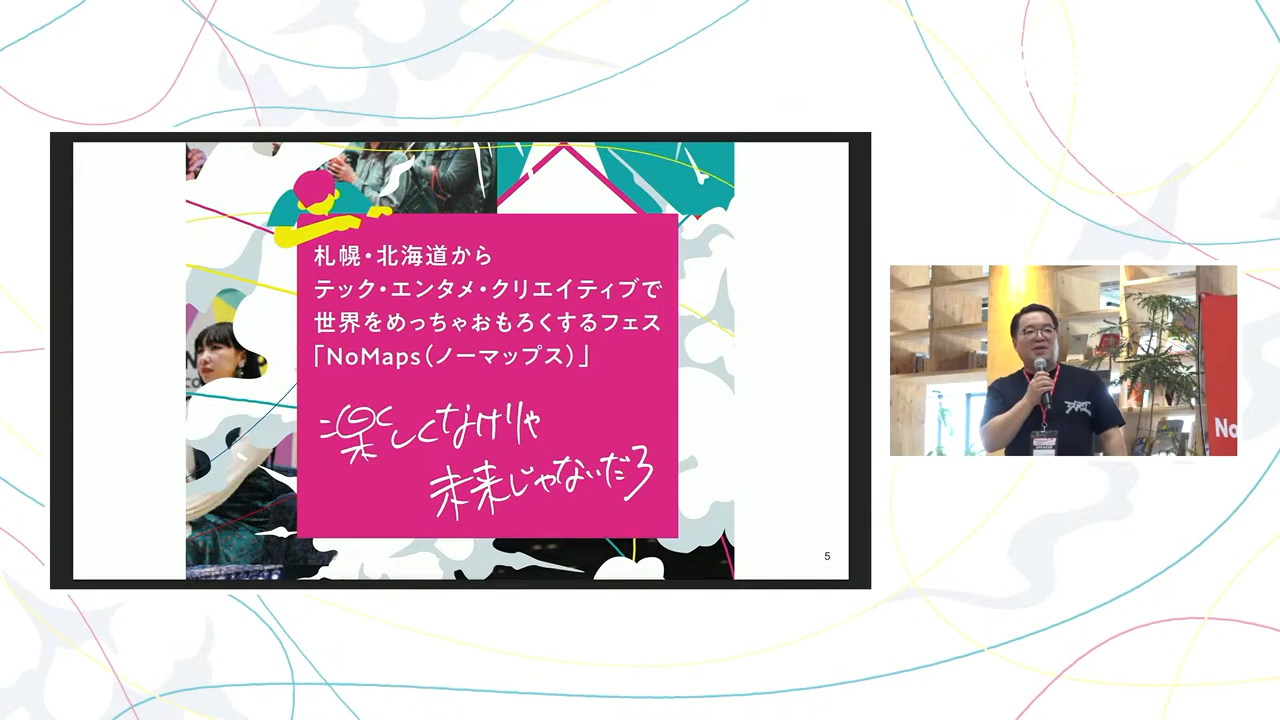 札幌・北海道から
テック・エンタメ・クリエイティブで
世界をめっちゃおもろくするフェス
「NoMaps(ノーマップス)」
楽しくなけりゃ
未来じゃないだろ
5
No